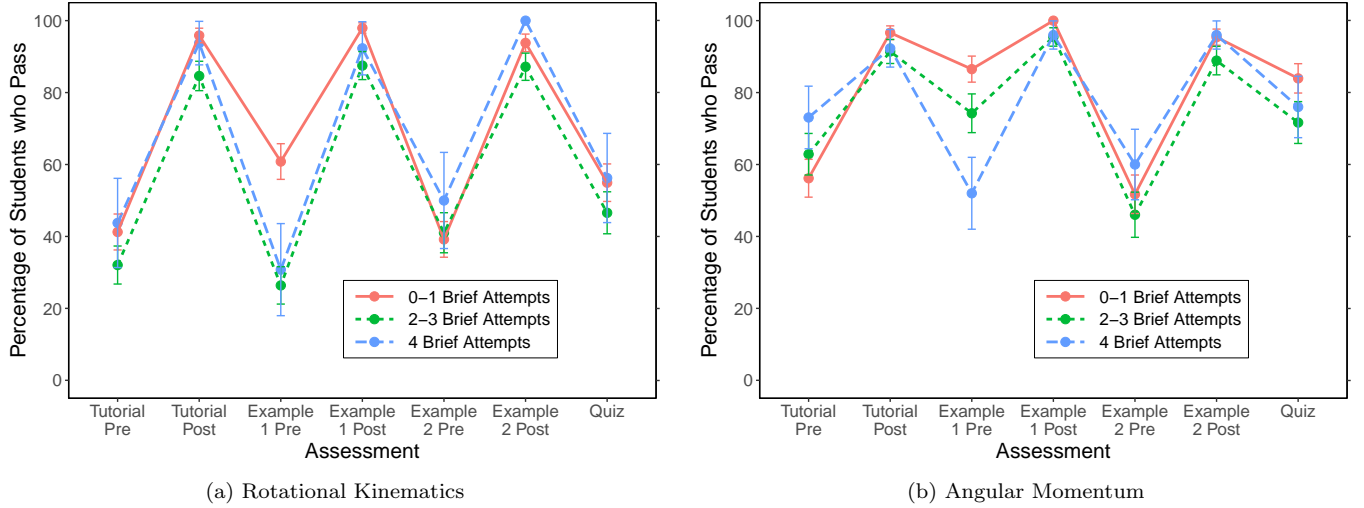 Percentage of Students who Pass
100
80
60
40
20
0
0−1 Brief Attempts
2−3 Brief Attempts
4 Brief Attempts
Tutorial Pre
Tutorial Post
Example 1 Pre
Example 1 Post
Example 2 Pre
Example 2 Post
Quiz
Assessment
(a) Rotational Kinematics
Percentage of Students who Pass
100
80
60
40
20
0
0−1 Brief Attempts
2−3 Brief Attempts
4 Brief Attempts
Tutorial Pre
Tutorial Post
Example 1 Pre
Example 1 Post
Example 2 Pre
Example 2 Post
Quiz
Assessment
(b) Angular Momentum